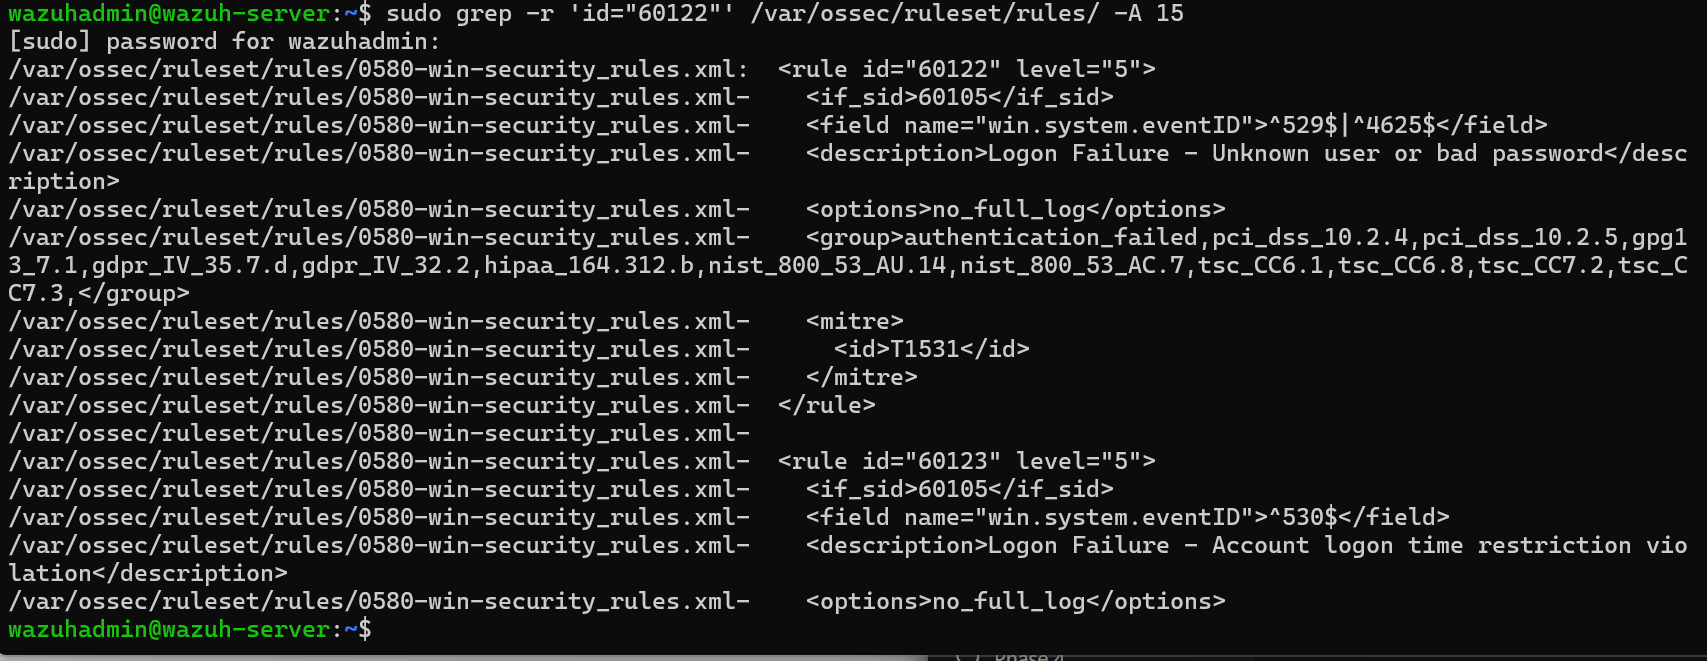 wazuhadmin@wazuh-server:~$ sudo grep -r 'id="60122"' /var/ossec/ruleset/rules/ -A 15
[sudo] password for wazuhadmin:
/var/ossec/ruleset/rules/0580-win-security_rules.xml:  <rule id="60122" level="5">
/var/ossec/ruleset/rules/0580-win-security_rules.xml-    <if_sid>60105</if_sid>
/var/ossec/ruleset/rules/0580-win-security_rules.xml-    <field name="win.system.eventID">^529$|^4625$</field>
/var/ossec/ruleset/rules/0580-win-security_rules.xml-    <description>Logon Failure - Unknown user or bad password</desc
ription>
/var/ossec/ruleset/rules/0580-win-security_rules.xml-    <options>no_full_log</options>
/var/ossec/ruleset/rules/0580-win-security_rules.xml-    <group>authentication_failed,pci_dss_10.2.4,pci_dss_10.2.5,gpg1
3_7.1,gdpr_IV_35.7.d,gdpr_IV_32.2,hipaa_164.312.b,nist_800_53_AU.14,nist_800_53_AC.7,tsc_CC6.1,tsc_CC6.8,tsc_CC7.2,tsc_C
C7.3,</group>
/var/ossec/ruleset/rules/0580-win-security_rules.xml-    <mitre>
/var/ossec/ruleset/rules/0580-win-security_rules.xml-      <id>T1531</id>
/var/ossec/ruleset/rules/0580-win-security_rules.xml-    </mitre>
/var/ossec/ruleset/rules/0580-win-security_rules.xml-  </rule>
/var/ossec/ruleset/rules/0580-win-security_rules.xml-
/var/ossec/ruleset/rules/0580-win-security_rules.xml-  <rule id="60123" level="5">
/var/ossec/ruleset/rules/0580-win-security_rules.xml-    <if_sid>60105</if_sid>
/var/ossec/ruleset/rules/0580-win-security_rules.xml-    <field name="win.system.eventID">^530$</field>
/var/ossec/ruleset/rules/0580-win-security_rules.xml-    <description>Logon Failure - Account logon time restriction vio
lation</description>
/var/ossec/ruleset/rules/0580-win-security_rules.xml-    <options>no_full_log</options>
wazuhadmin@wazuh-server:~$
Phase 4